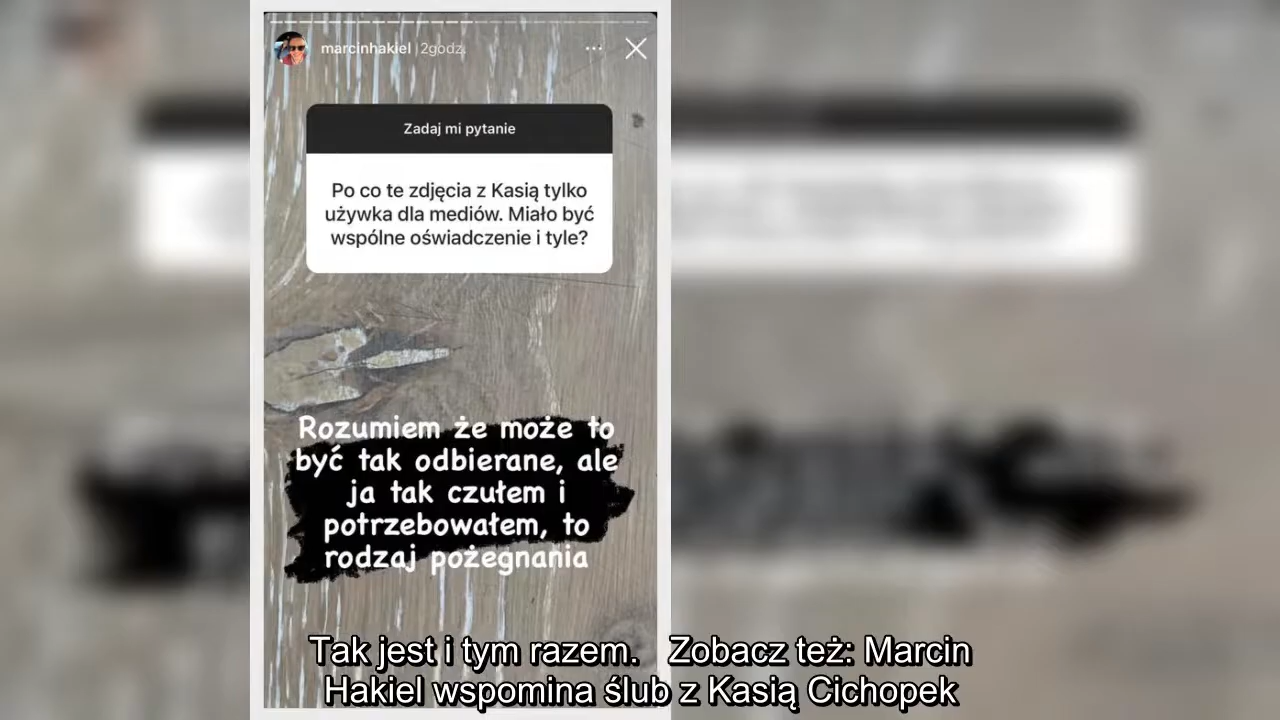 marcinhakiel 2godz.
Zadaj mi pytanie
Po co te zdjęcia z Kasią tylko
używka dla mediów. Miało być
wspólne oświadczenie i tyle?
Rozumiem że może to
być tak odbierane, ale
ja tak czułem i
potrzebowałem, to
rodzaj pożegnania
Tak jest i tym razem. Zobacz też: Marcin
Hakiel wspomina ślub z Kasią Cichopek